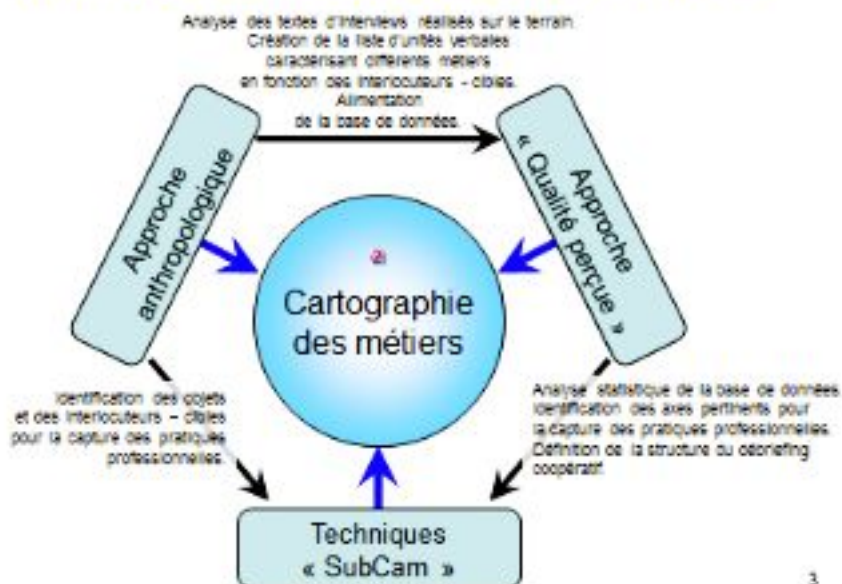 Analyse des textes d'interviews réalisés sur le terrain.
Création de la liste d'unités verbales
caractérisant différents métiers
en fonction des interlocuteurs – cibles.
Alimentation
de la base de données.
Approche
anthropologique
Approche
« Qualité perçue »
Cartographie
des métiers
Identification des objets
et des interlocuteurs – cibles
pour la capture des pratiques
professionnelles.
Analyse statistique de la base de données.
Identification des axes pertinents pour
la capture des pratiques professionnelles.
Définition de la structure du débriefing
coopératif.
Techniques
« SubCam »
3